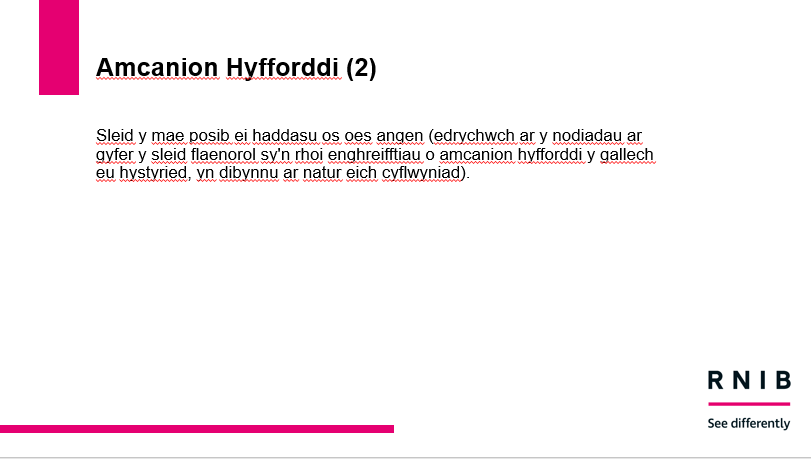 Amcanion Hyfforddi (2)
Sleid y mae posib ei haddasu os oes angen (edrychwch ar y nodiadau ar
gyfer y sleid flaenorol sy'n rhoi enghreifftiau o amcanion hyfforddi y gallech
eu hystyried, yn dibynnu ar natur eich cyflwyniad).
RNIB
See differently